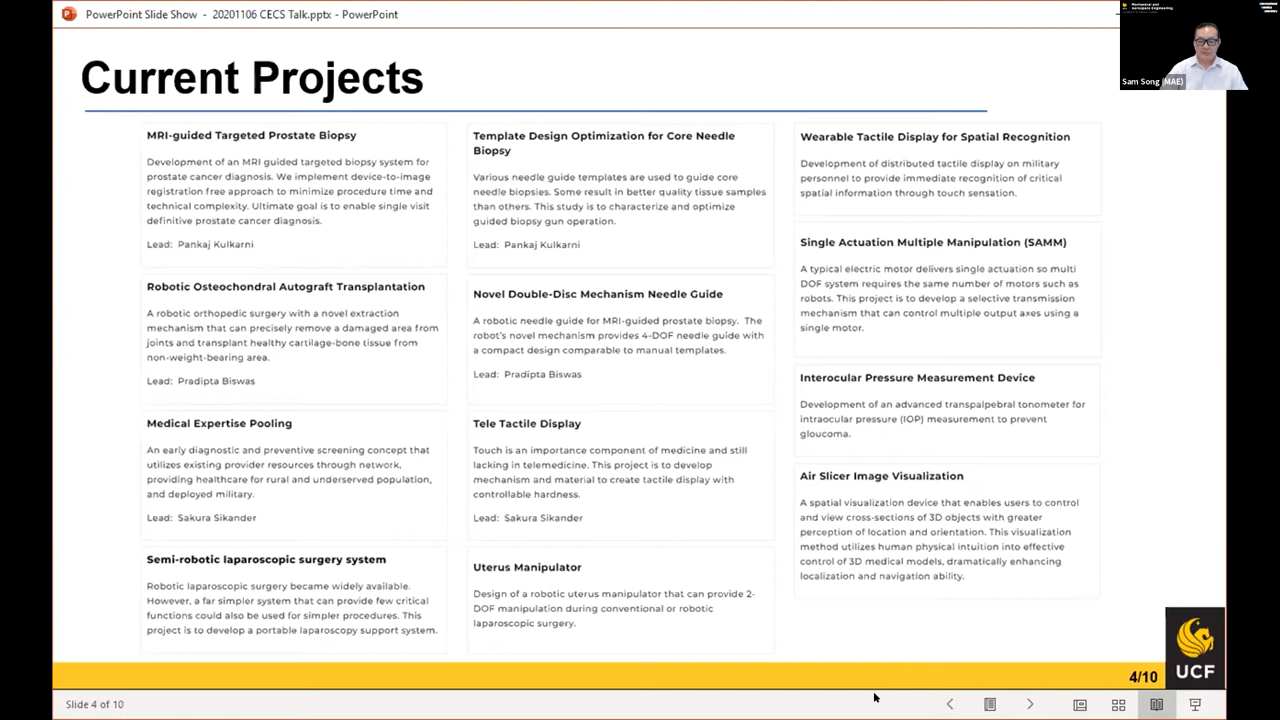 PowerPoint Slide Show - 20201106 CECS Talk.pptx - PowerPoint
Sam Song (MAE)
Current Projects
MRI-guided Targeted Prostate Biopsy
Development of an MRI guided targeted biopsy system for
prostate cancer diagnosis. We implement device-to-image
registration free approach to minimize procedure time and
technical complexity. Ultimate goal is to enable single visit
definitive prostate cancer diagnosis.
Lead: Pankaj Kulkarni
Robotic Osteochondral Autograft Transplantation
A robotic orthopedic surgery with a novel extraction
mechanism that can precisely remove a damaged area from
joints and transplant healthy cartilage-bone tissue from
non-weight-bearing area.
Lead: Pradipta Biswas
Medical Expertise Pooling
An early diagnostic and preventive screening concept that
utilizes existing provider resources through network,
providing healthcare for rural and underserved population,
and deployed military.
Lead: Sakura Sikander
Semi-robotic laparoscopic surgery system
Robotic laparoscopic surgery became widely available.
However, a far simpler system that can provide few critical
functions could also be used for simpler procedures. This
project is to develop a portable laparoscopy support system.
Template Design Optimization for Core Needle
Biopsy
Various needle guide templates are used to guide core
needle biopsies. Some result in better quality tissue samples
than others. This study is to characterize and optimize
guided biopsy gun operation.
Lead: Pankaj Kulkarni
Novel Double-Disc Mechanism Needle Guide
A robotic needle guide for MRI-guided prostate biopsy. The
robot's novel mechanism provides 4-DOF needle guide with
a compact design comparable to manual templates.
Lead: Pradipta Biswas
Tele Tactile Display
Touch is an importance component of medicine and still
lacking in telemedicine. This project is to develop
mechanism and material to create tactile display with
controllable hardness.
Lead: Sakura Sikander
Uterus Manipulator
Design of a robotic uterus manipulator that can provide 2-
DOF manipulation during conventional or robotic
laparoscopic surgery.
Wearable Tactile Display for Spatial Recognition
Development of distributed tactile display on military
personnel to provide immediate recognition of critical
spatial information through touch sensation.
Single Actuation Multiple Manipulation (SAMM)
A typical electric motor delivers single actuation so multi
DOF system requires the same number of motors such as
robots. This project is to develop a selective transmission
mechanism that can control multiple output axes using a
single motor.
Interocular Pressure Measurement Device
Development of an advanced transpalpebral tonometer for
intraocular pressure (IOP) measurement to prevent
gloucoma.
Air Slicer Image Visualization
A spatial visualization device that enables users to control
and view cross-sections of 3D objects with greater
perception of location and orientation. This visualization
method utilizes human physical intuition into effective
control of 3D medical models, dramatically enhancing
localization and navigation ability.
4/10
UCF
Slide 4 of 10